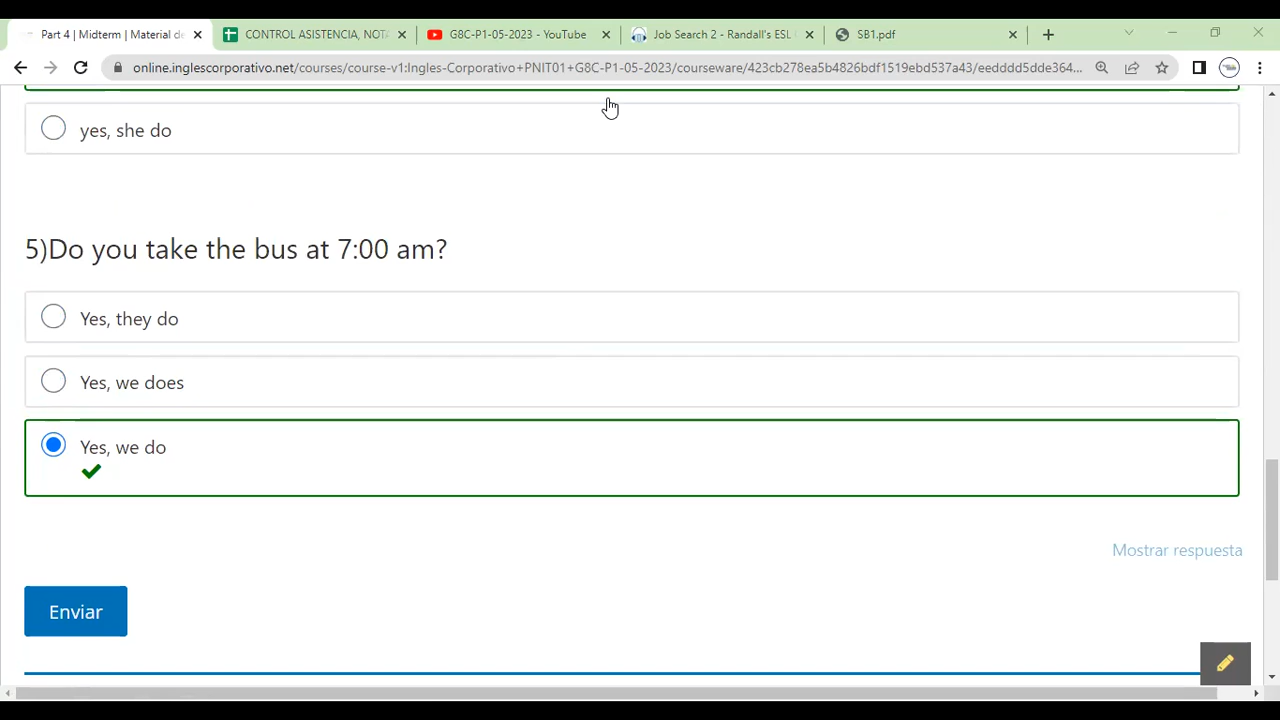 Part 4 | Midterm | Material de
CONTROL ASISTENCIA, NOTA
G8C-P1-05-2023 - YouTube
Job Search 2 - Randall's ESL C
SB1.pdf
online.inglescorporativo.net/courses/course-v1:Ingles-Corporativo+PNIT01+G8C-P1-05-2023/courseware/423cb278ea5b4826bdf1519ebd537a43/eedddd5dde364...
yes, she do
5)Do you take the bus at 7:00 am?
Yes, they do
Yes, we does
Yes, we do
Mostrar respuesta
Enviar